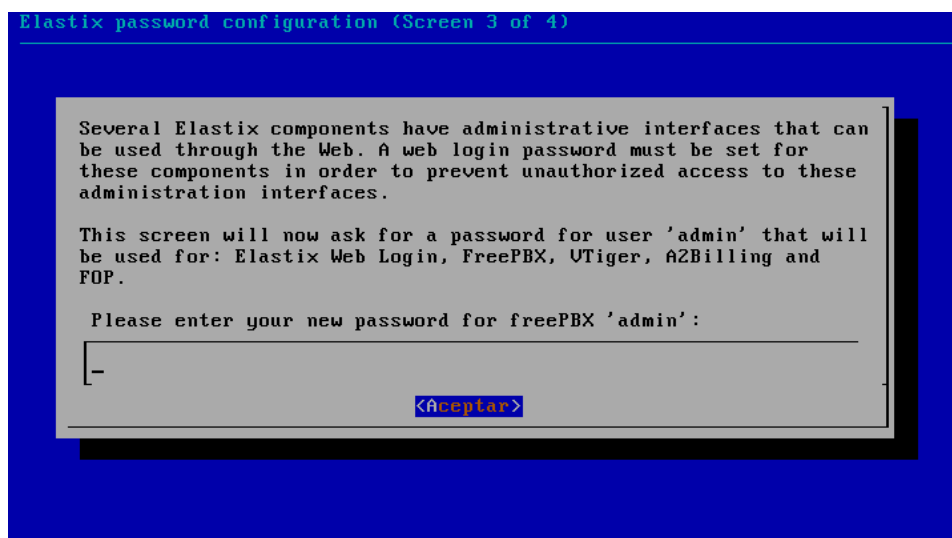 Elastix password configuration (Screen 3 of 4)
Several Elastix components have administrative interfaces that can
be used through the Web. A web login password must be set for
these components in order to prevent unauthorized access to these
administration interfaces.
This screen will now ask for a password for user 'admin' that will
be used for: Elastix Web Login, FreePBX, VTiger, A2Billing and
FOP.
Please enter your new password for freePBX 'admin':
<Aceptar>